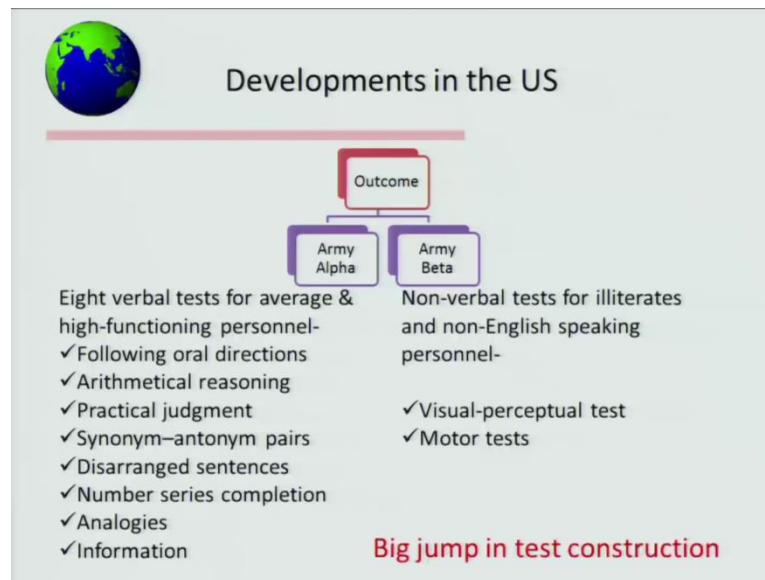 Developments in the US
Outcome
Army
Alpha
Army
Beta
Eight verbal tests for average &
high-functioning personnel-
✓Following oral directions
✓Arithmetical reasoning
✓Practical judgment
✓Synonym–antonym pairs
✓Disarranged sentences
✓Number series completion
✓Analogies
✓Information
Non-verbal tests for illiterates
and non-English speaking
personnel-
✓Visual-perceptual test
✓Motor tests
Big jump in test construction